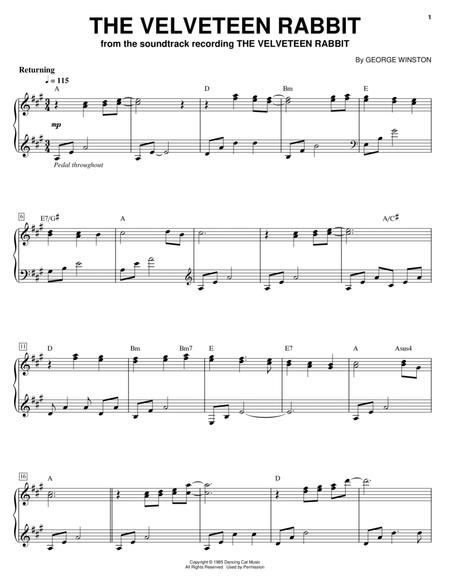 THE VELVETEEN RABBIT
1
from the soundtrack recording THE VELVETEEN RABBIT
By GEORGE WINSTON
Returning
♩ = 115
A D Bm E
mp
Pedal throughout
6
E7/G# A A/C#
11
D Bm Bm7 E E7 A Asus4
16
A D
Copyright © 1985 Dancing Cat Music
All Rights Reserved Used by Permission